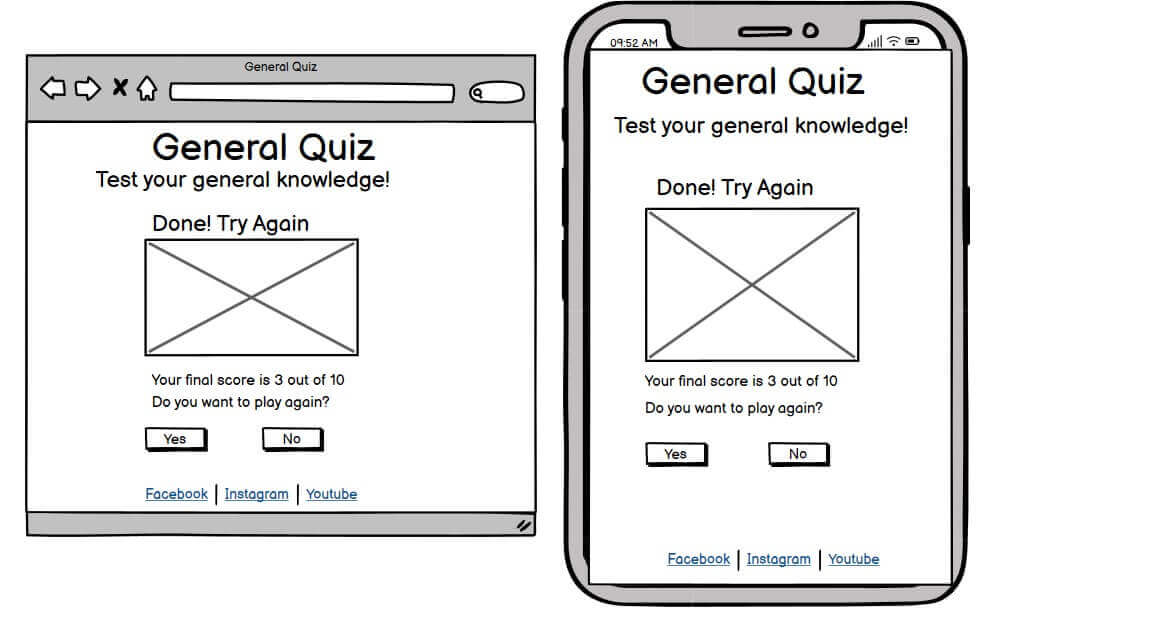 General Quiz
General Quiz
Test your general knowledge!
Done! Try Again
Your final score is 3 out of 10
Do you want to play again?
Yes No
Facebook | Instagram | Youtube
09:52 AM
General Quiz
Test your general knowledge!
Done! Try Again
Your final score is 3 out of 10
Do you want to play again?
Yes No
Facebook | Instagram | Youtube